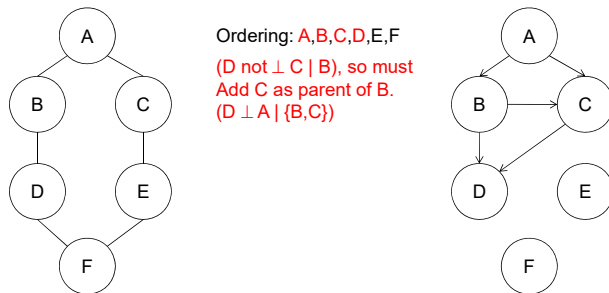 A
B
C
D
E
F
Ordering: A,B,C,D,E,F
(D not ⊥ C | B), so must
Add C as parent of B.
(D ⊥ A | {B,C})
A
B
C
D
E
F